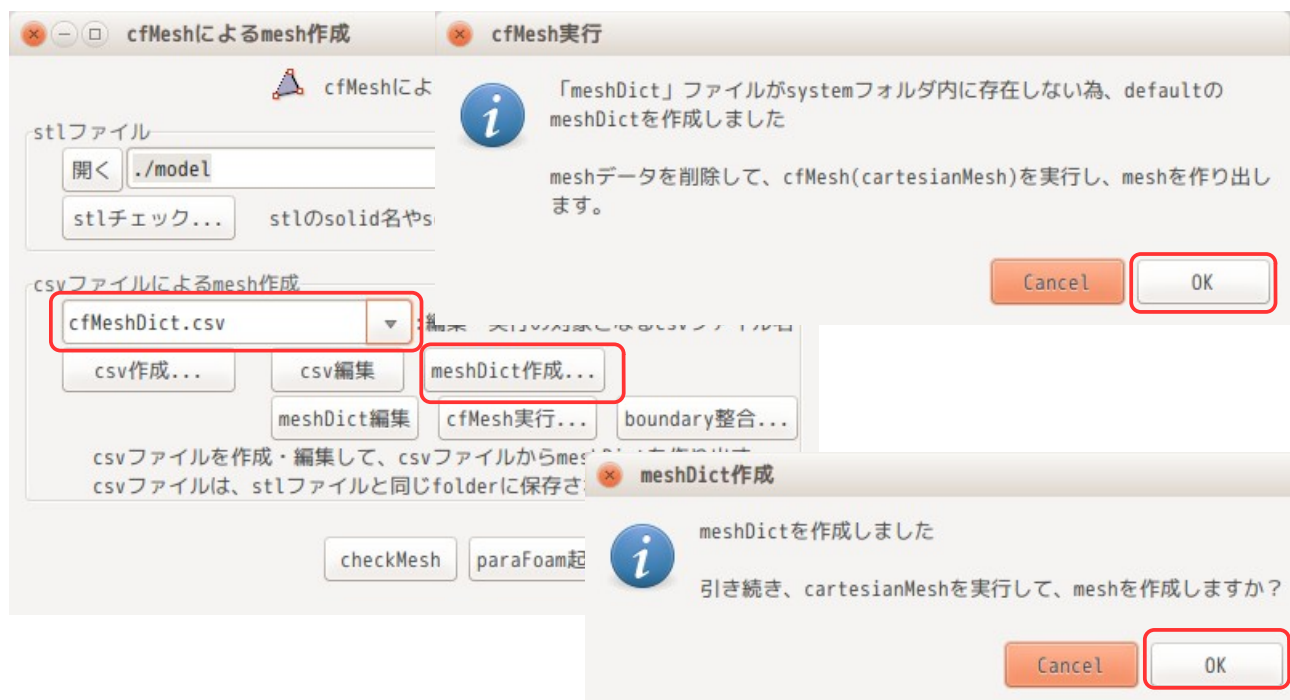 cfMeshによるmesh作成
cfMeshによ
stlファイル
開く ./model
stlチェック... stlのsolid名やs
csvファイルによるmesh作成
cfMeshDict.csv :編集・実行の対象となるcsvファイル名
csv作成... csv編集 meshDict作成...
meshDict編集 cfMesh実行... boundary整合...
csvファイルを作成・編集して、csvファイルからmeshDictを作り出す
csvファイルは、stlファイルと同じfolderに保存さ
checkMesh paraFoam起
cfMesh実行
「meshDict」ファイルがsystemフォルダ内に存在しない為、defaultの
meshDictを作成しました
meshデータを削除して、cfMesh(cartesianMesh)を実行し、meshを作り出し
ます。
Cancel OK
meshDict作成
meshDictを作成しました
引き続き、cartesianMeshを実行して、meshを作成しますか？
Cancel OK